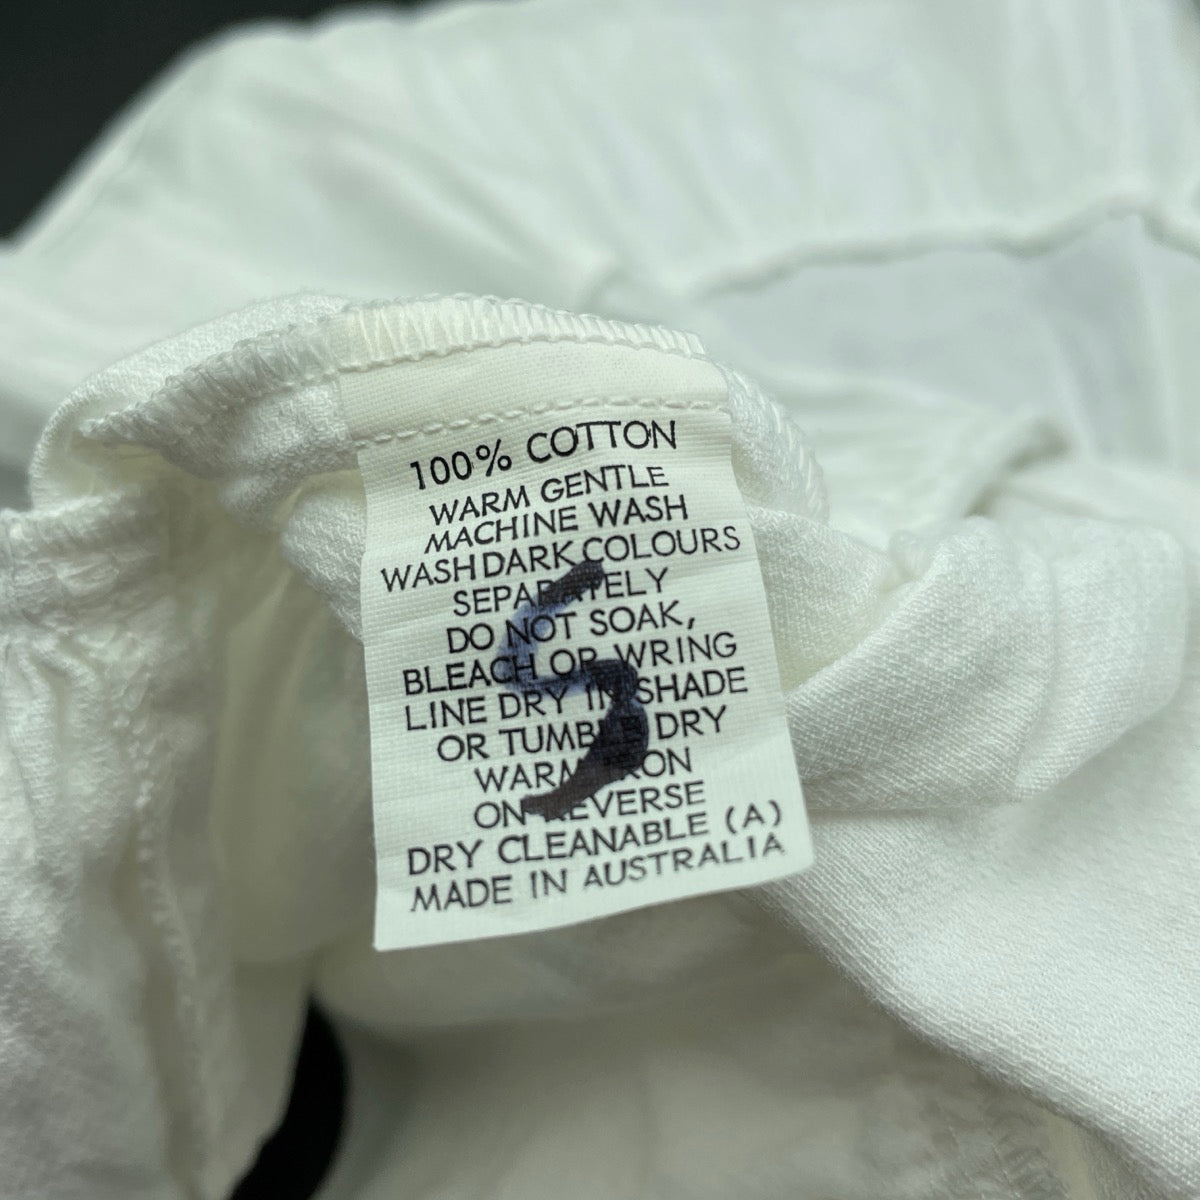 100% COTTON
WARM GENTLE
MACHINE WASH
WASH DARK COLOURS
SEPARATELY
DO NOT SOAK,
BLEACH OR WRING
LINE DRY IN SHADE
OR TUMBLE DRY
WARM IRON
ON REVERSE
DRY CLEANABLE (A)
MADE IN AUSTRALIA
S